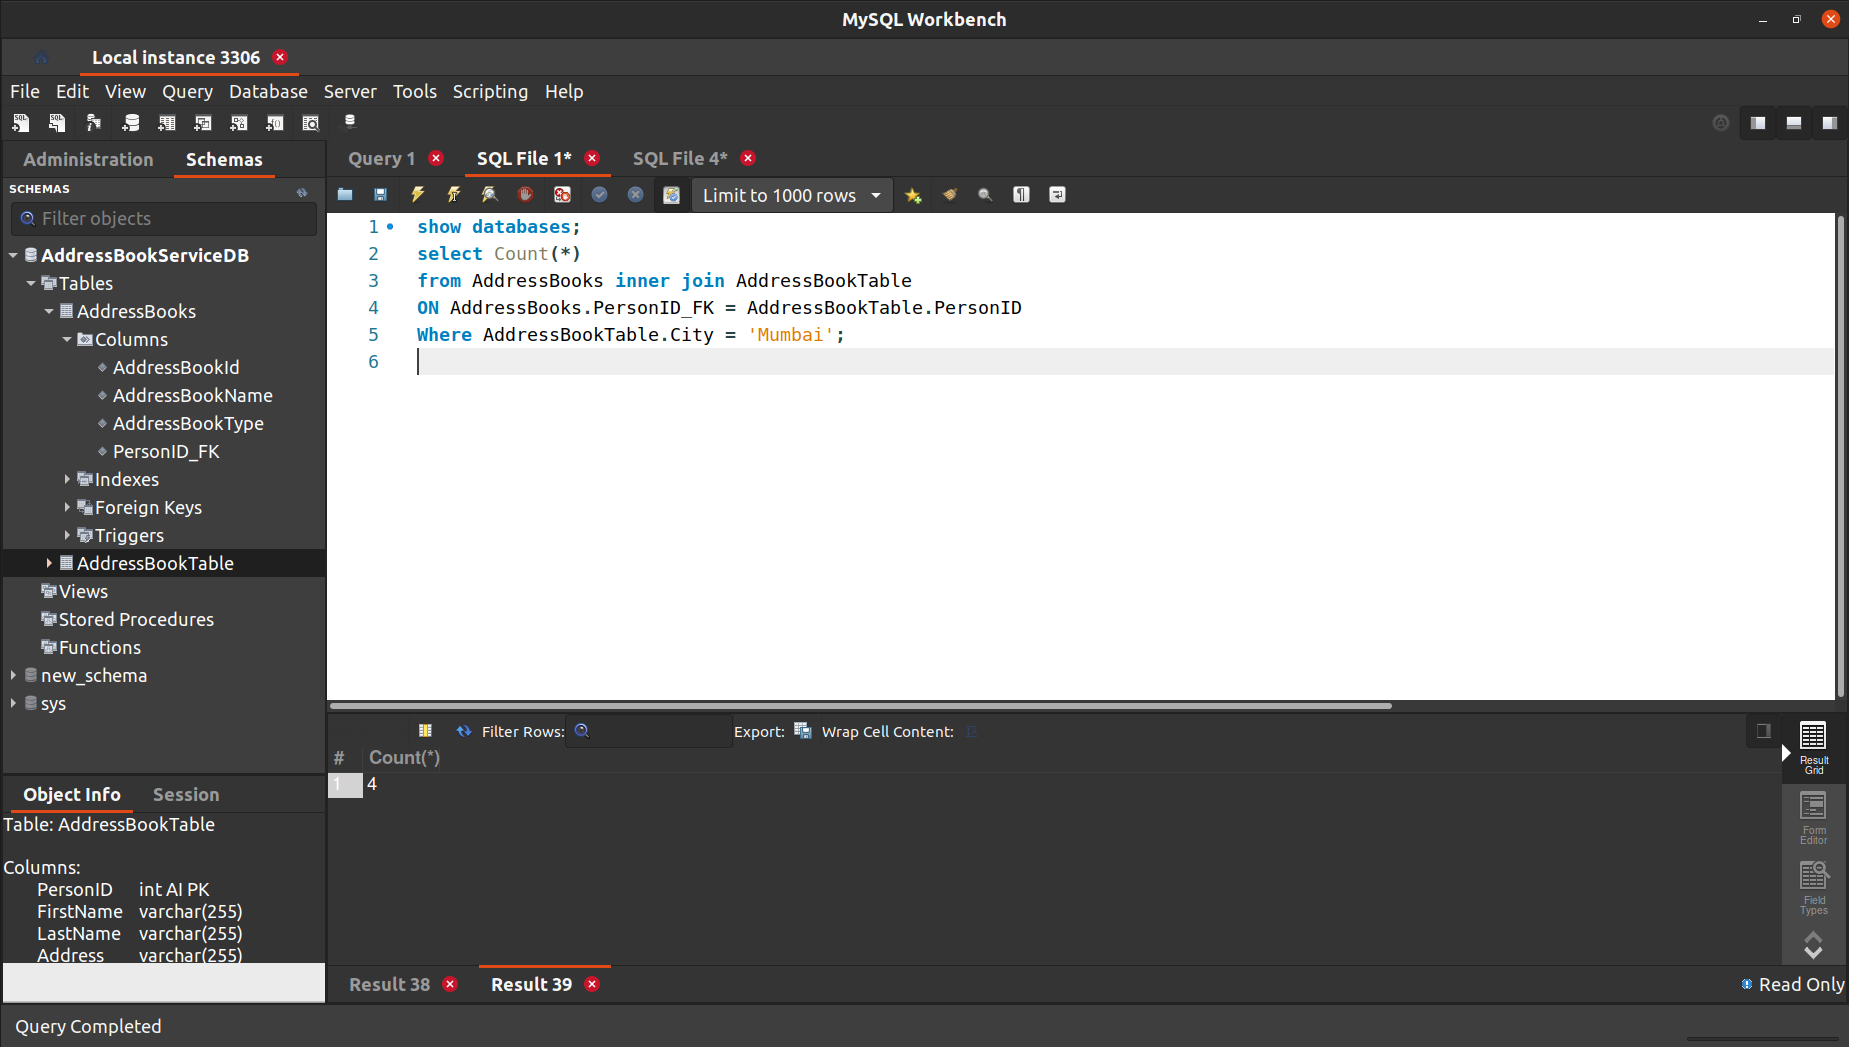 MySQL Workbench
Local instance 3306
File Edit View Query Database Server Tools Scripting Help
Administration Schemas
SCHEMAS
Filter objects
AddressBookServiceDB
Tables
AddressBooks
Columns
AddressBookId
AddressBookName
AddressBookType
PersonID_FK
Indexes
Foreign Keys
Triggers
AddressBookTable
Views
Stored Procedures
Functions
new_schema
sys
Object Info Session
Table: AddressBookTable
Columns:
PersonID int AI PK
FirstName varchar(255)
LastName varchar(255)
Address varchar(255)
Query 1 SQL File 1* SQL File 4*
Limit to 1000 rows
1 show databases;
2 select Count(*)
3 from AddressBooks inner join AddressBookTable
4 ON AddressBooks.PersonID_FK = AddressBookTable.PersonID
5 Where AddressBookTable.City = 'Mumbai';
6
Filter Rows: Export: Wrap Cell Content:
# Count(*)
1 4
Result
Grid
Form
Editor
Field
Types
Result 38 Result 39 Read Only
Query Completed